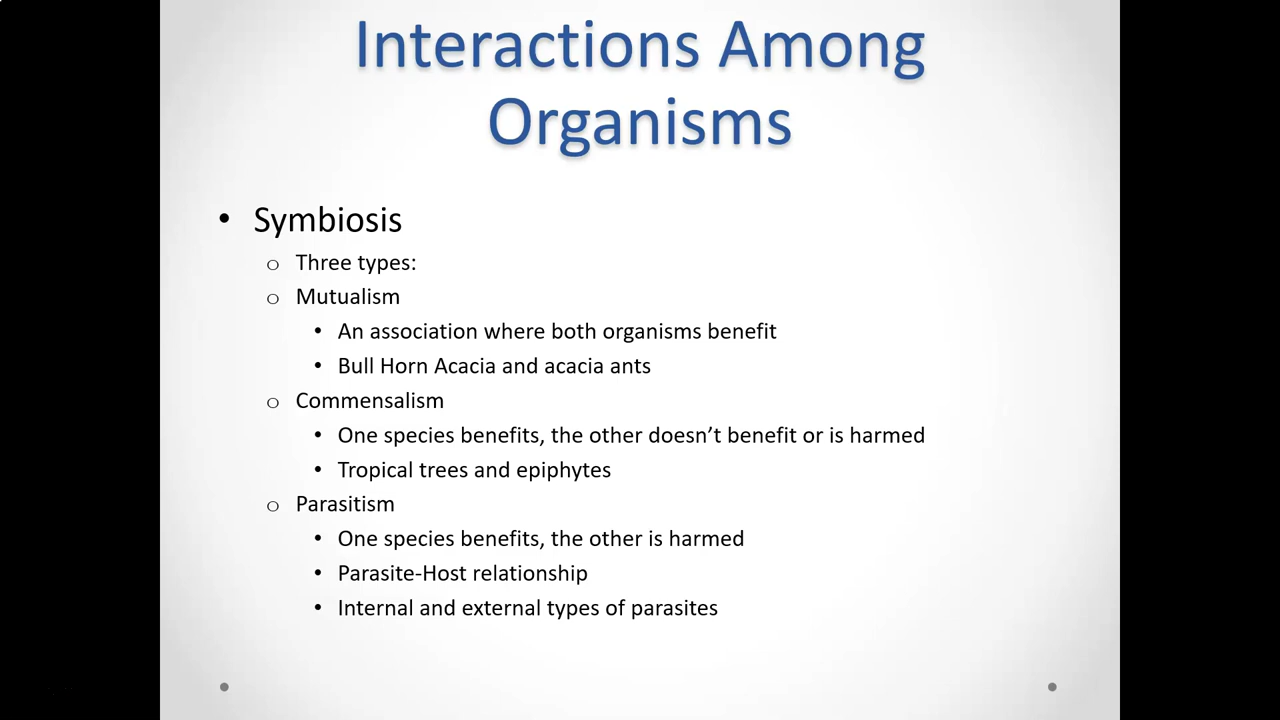 Interactions Among
Organisms
• Symbiosis
o Three types:
o Mutualism
• An association where both organisms benefit
• Bull Horn Acacia and acacia ants
o Commensalism
• One species benefits, the other doesn’t benefit or is harmed
• Tropical trees and epiphytes
o Parasitism
• One species benefits, the other is harmed
• Parasite-Host relationship
• Internal and external types of parasites